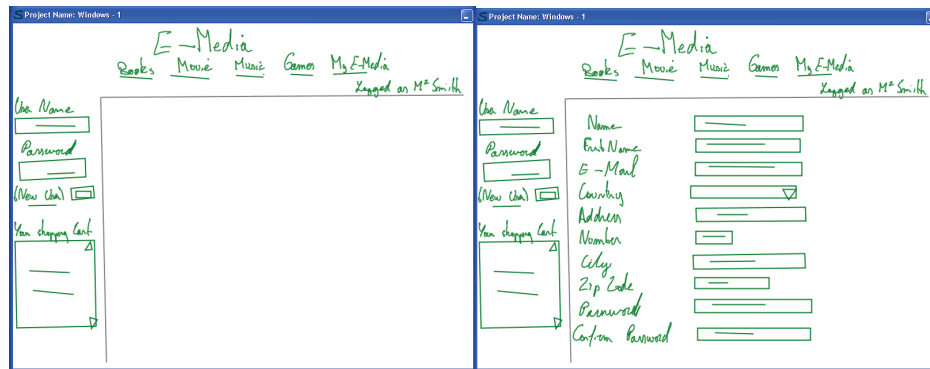 Project Name: Windows - 1
E-Media
Books Movie Music Games My E-Media
Logged as Mr Smith
User Name
Password
(New User)
Your shopping Cart
Project Name: Windows - 1
E-Media
Books Movie Music Games My E-Media
Logged as Mr Smith
User Name
Password
(New User)
Your shopping Cart
Name
First Name
E-Mail
Country
Address
Number
City
Zip Code
Password
Confirm Password